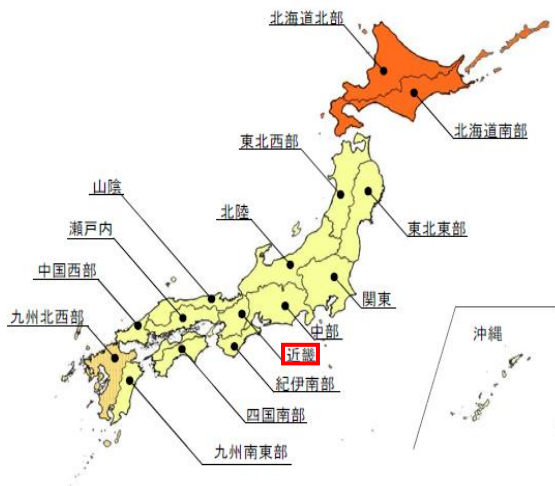 北海道北部
北海道南部
東北西部
山陰
東北東部
北陸
瀬戸内
中国西部
関東
九州北西部
中部
沖縄
近畿
紀伊南部
四国南部
九州南東部